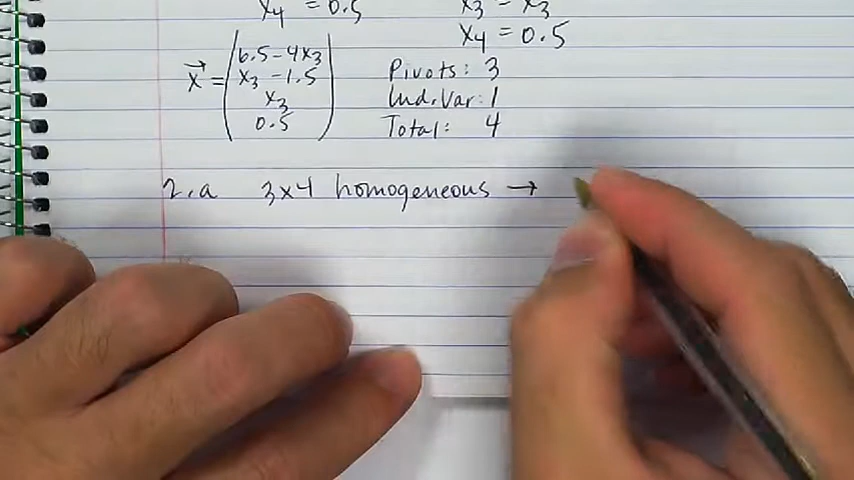 x₄ = 0.5
x₃ = x₃
x₄ = 0.5
x⃗ = (6.5 - 4x₃
x₃ - 1.5
x₃
0.5)
Pivots: 3
Ind.Var: 1
Total: 4
2.a 3x4 homogeneous →